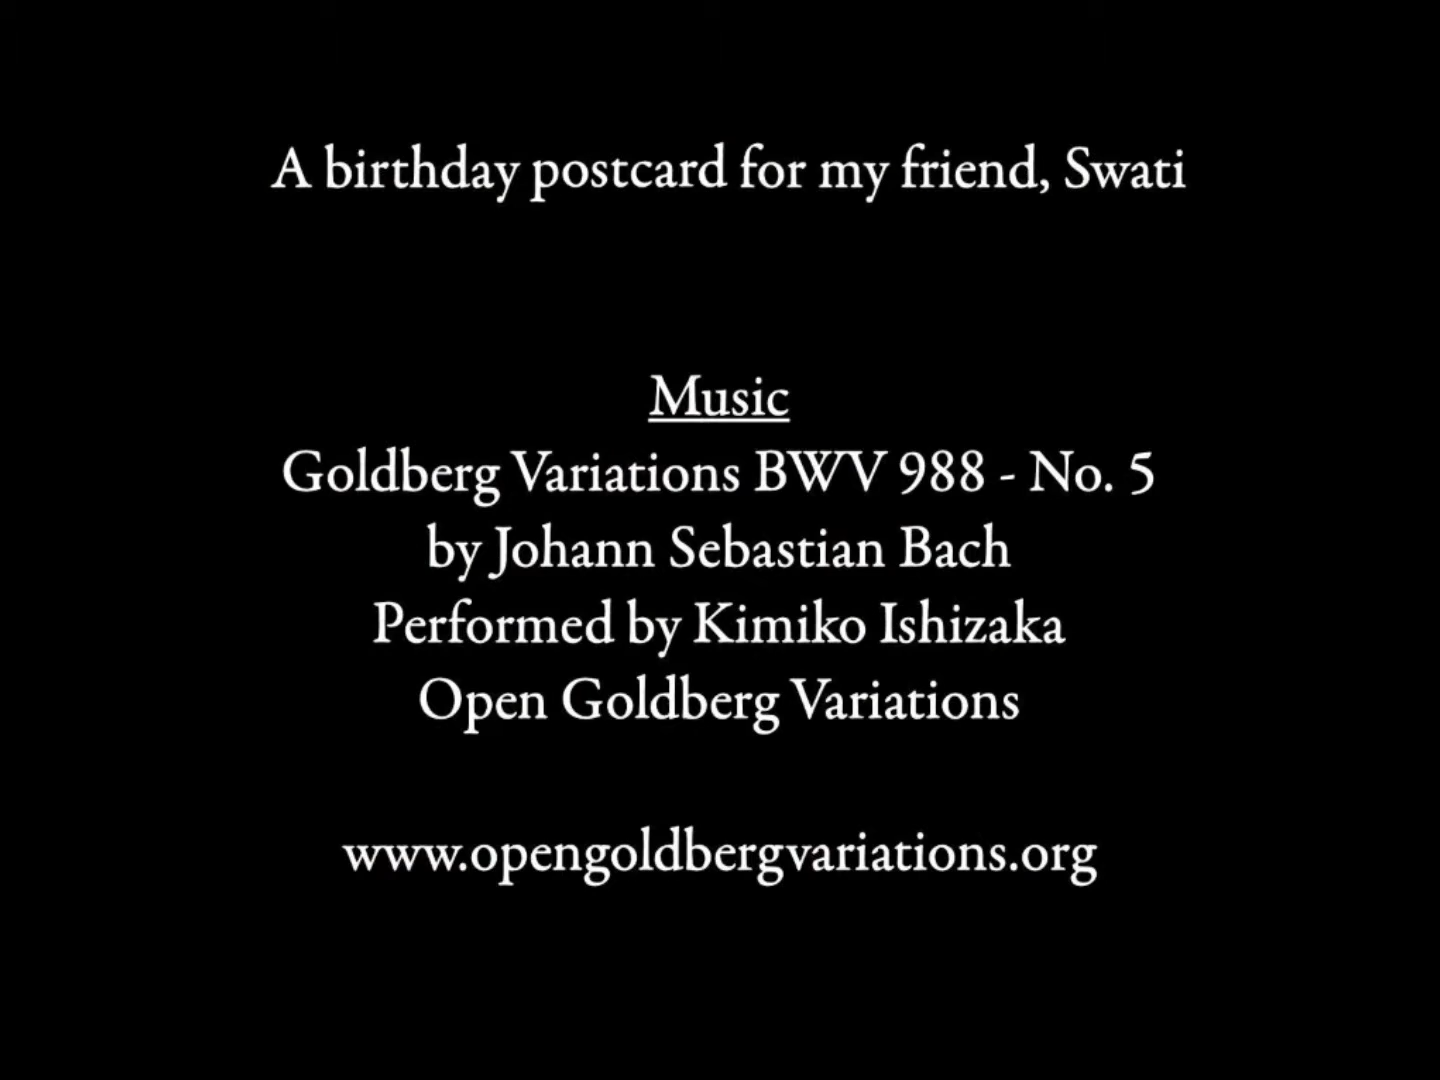 A birthday postcard for my friend, Swati
Music
Goldberg Variations BWV 988 - No. 5
by Johann Sebastian Bach
Performed by Kimiko Ishizaka
Open Goldberg Variations
www.opengoldbergvariations.org